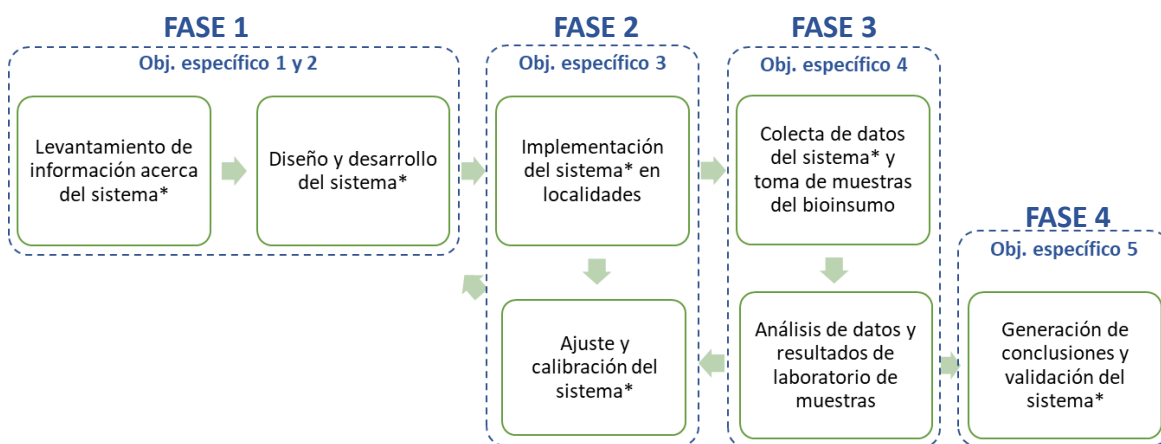 FASE 1
Obj. específico 1 y 2
Levantamiento de
información acerca
del sistema*
Diseño y desarrollo
del sistema*
FASE 2
Obj. específico 3
Implementación
del sistema* en
localidades
Ajuste y
calibración del
sistema*
FASE 3
Obj. específico 4
Colecta de datos
del sistema* y
toma de muestras
del bioinsumo
Análisis de datos y
resultados de
laboratorio de
muestras
FASE 4
Obj. específico 5
Generación de
conclusiones y
validación del
sistema*